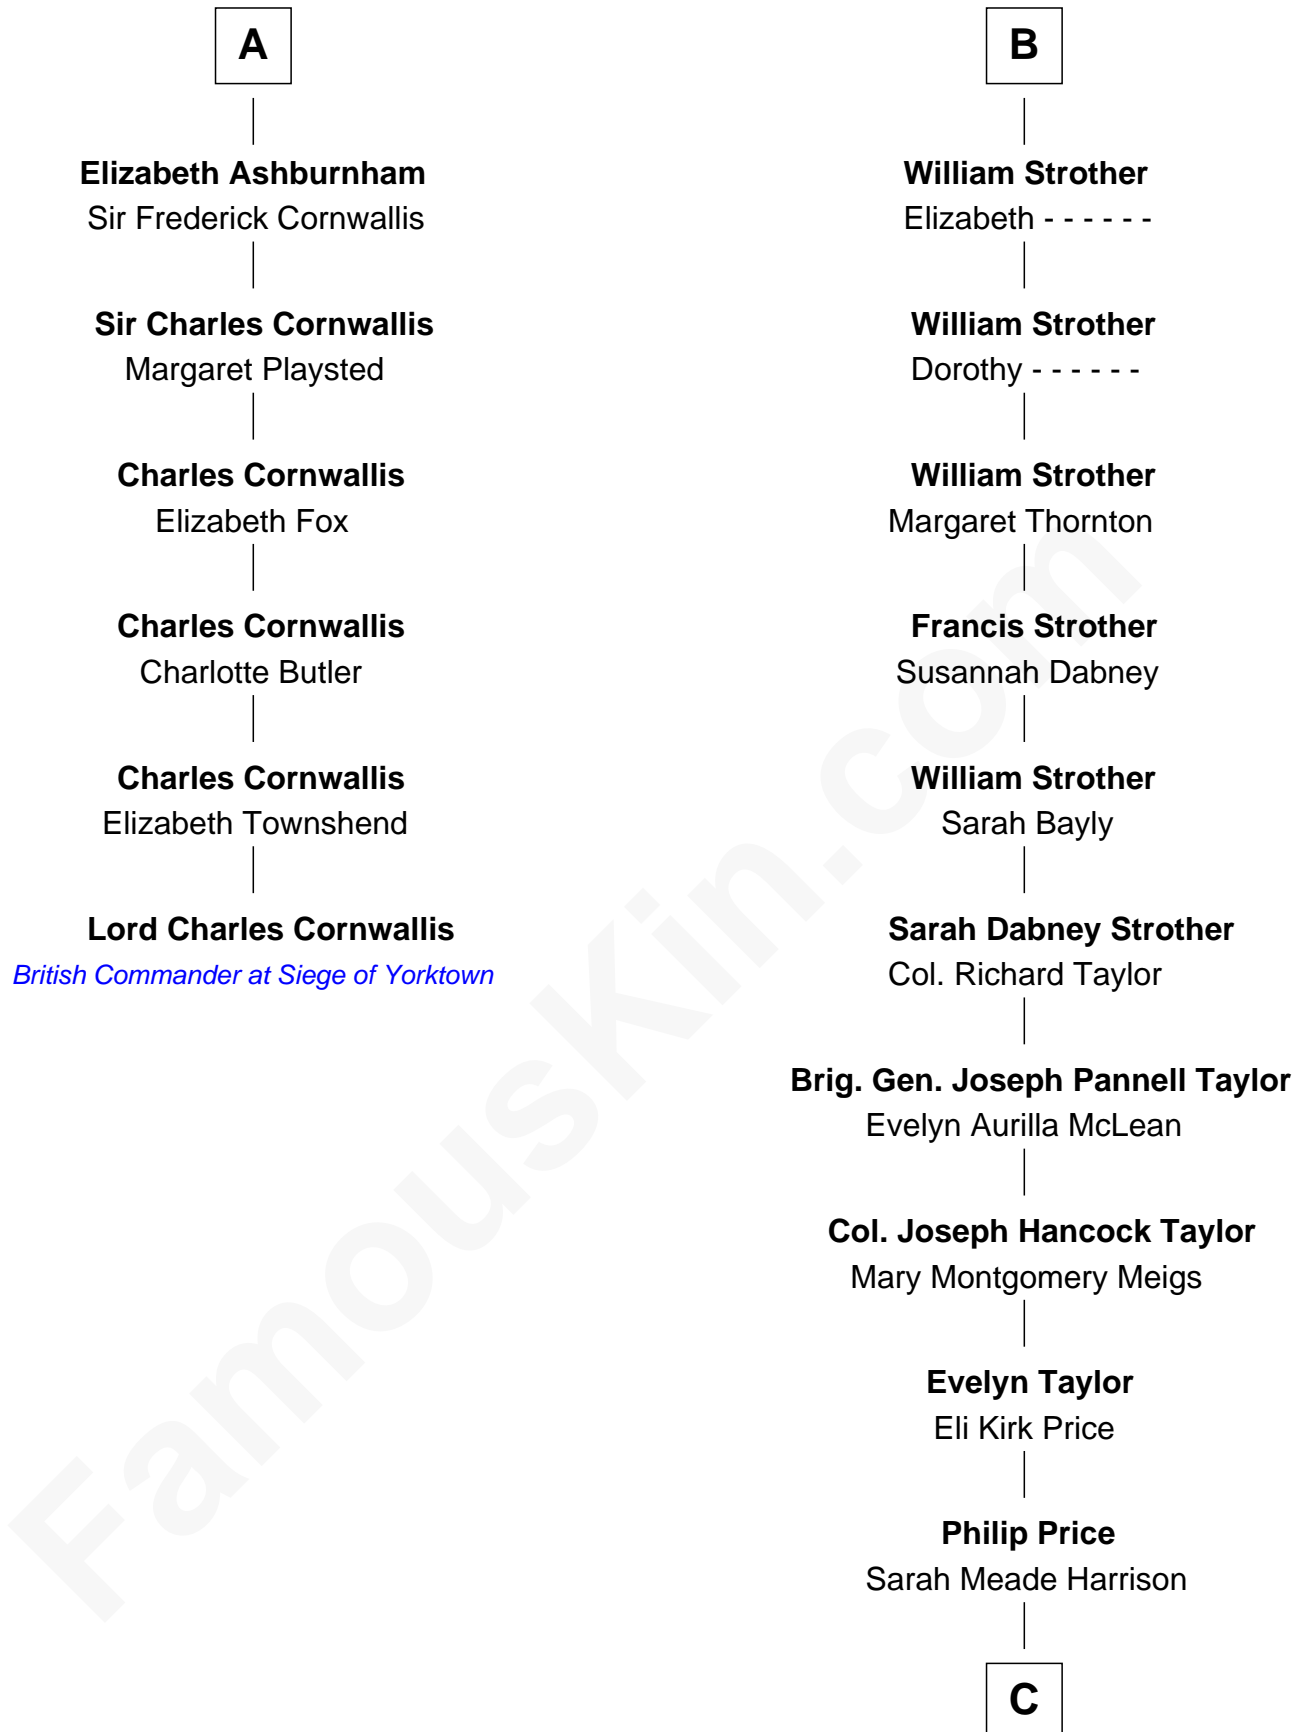 A
Elizabeth Ashburnham
Sir Frederick Cornwallis
Sir Charles Cornwallis
Margaret Playsted
Charles Cornwallis
Elizabeth Fox
Charles Cornwallis
Charlotte Butler
Charles Cornwallis
Elizabeth Townshend
Lord Charles Cornwallis
British Commander at Siege of Yorktown
B
William Strother
Elizabeth - - - - - -
William Strother
Dorothy - - - - - -
William Strother
Margaret Thornton
Francis Strother
Susannah Dabney
William Strother
Sarah Bayly
Sarah Dabney Strother
Col. Richard Taylor
Brig. Gen. Joseph Pannell Taylor
Evelyn Aurilla McLean
Col. Joseph Hancock Taylor
Mary Montgomery Meigs
Evelyn Taylor
Eli Kirk Price
Philip Price
Sarah Meade Harrison
C
FamousKin.com